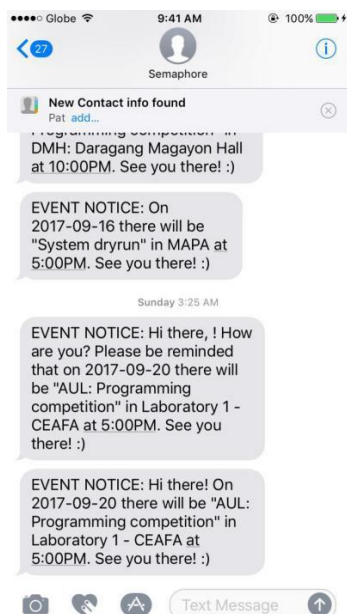 Globe 9:41 AM 100%
27
Semaphore
New Contact info found
Pat add...
Programming competition" in
DMH: Daragang Magayon Hall
at 10:00PM. See you there! :)
EVENT NOTICE: On
2017-09-16 there will be
"System dryrun" in MAPA at
5:00PM. See you there! :)
Sunday 3:25 AM
EVENT NOTICE: Hi there, ! How
are you? Please be reminded
that on 2017-09-20 there will
be "AUL: Programming
competition" in Laboratory 1 -
CEAFA at 5:00PM. See you
there! :)
EVENT NOTICE: Hi there! On
2017-09-20 there will be "AUL:
Programming competition" in
Laboratory 1 - CEAFA at
5:00PM. See you there! :)
Text Message